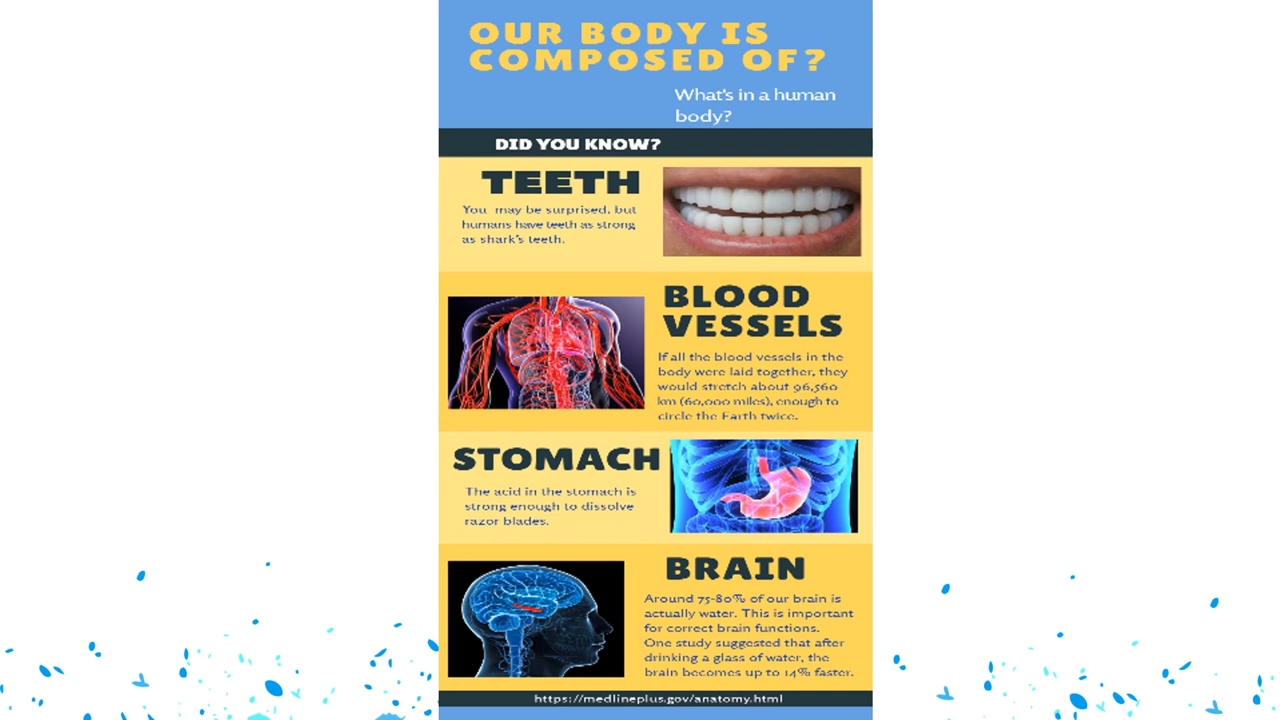 OUR BODY IS
COMPOSED OF?
What's in a human
body?
DID YOU KNOW?
TEETH
You may be surprised, but
humans have teeth as strong
as shark's teeth.
BLOOD
VESSELS
If all the blood vessels in the
body were laid together, they
would stretch about 96,560
km (60,000 miles), enough to
circle the Earth twice.
STOMACH
The acid in the stomach is
strong enough to dissolve
razor blades.
BRAIN
Around 75-80% of our brain is
actually water. This is important
for correct brain functions.
One study suggested that after
drinking a glass of water, the
brain becomes up to 14% faster.
https://medlineplus.gov/anatomy.html